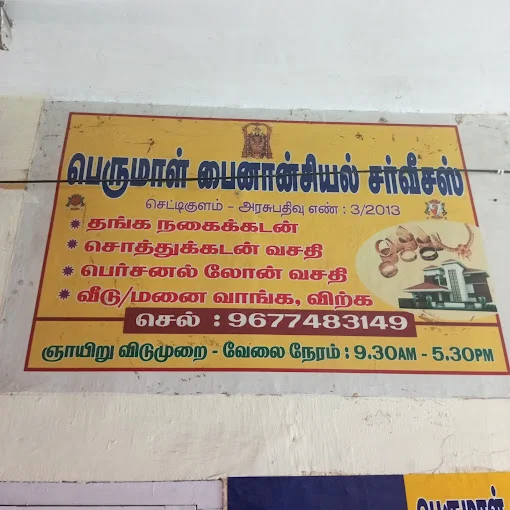 பெருமாள் பைனான்சியல் சர்வீசஸ்
செட்டிகுளம் - அரசுபதிவு எண் : 3/2013
தங்க நகைக்கடன்
சொத்துக்கடன் வசதி
பெர்சனல் லோன் வசதி
வீடு/மனை வாங்க, விற்க
செல் : 9677483149
ஞாயிறு விடுமுறை - வேலை நேரம் : 9.30AM - 5.30PM
பெருமாள்